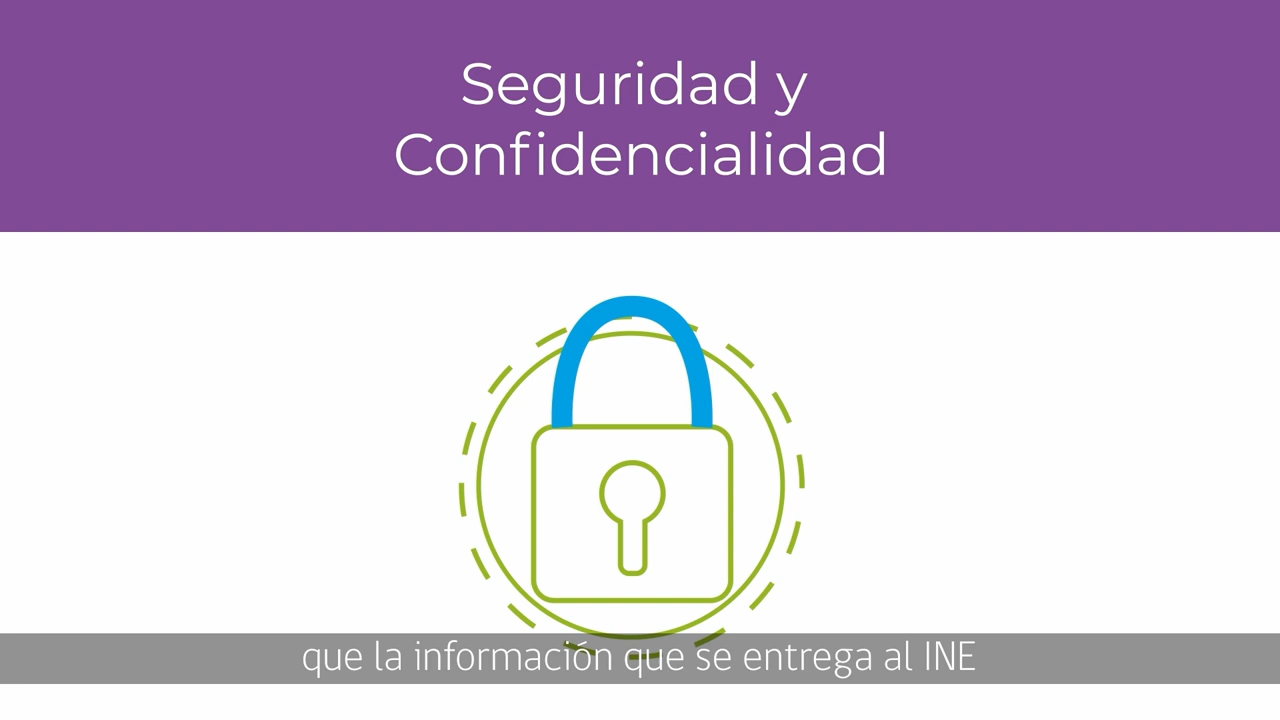 Seguridad y
Confidencialidad
que la información que se entrega al INE